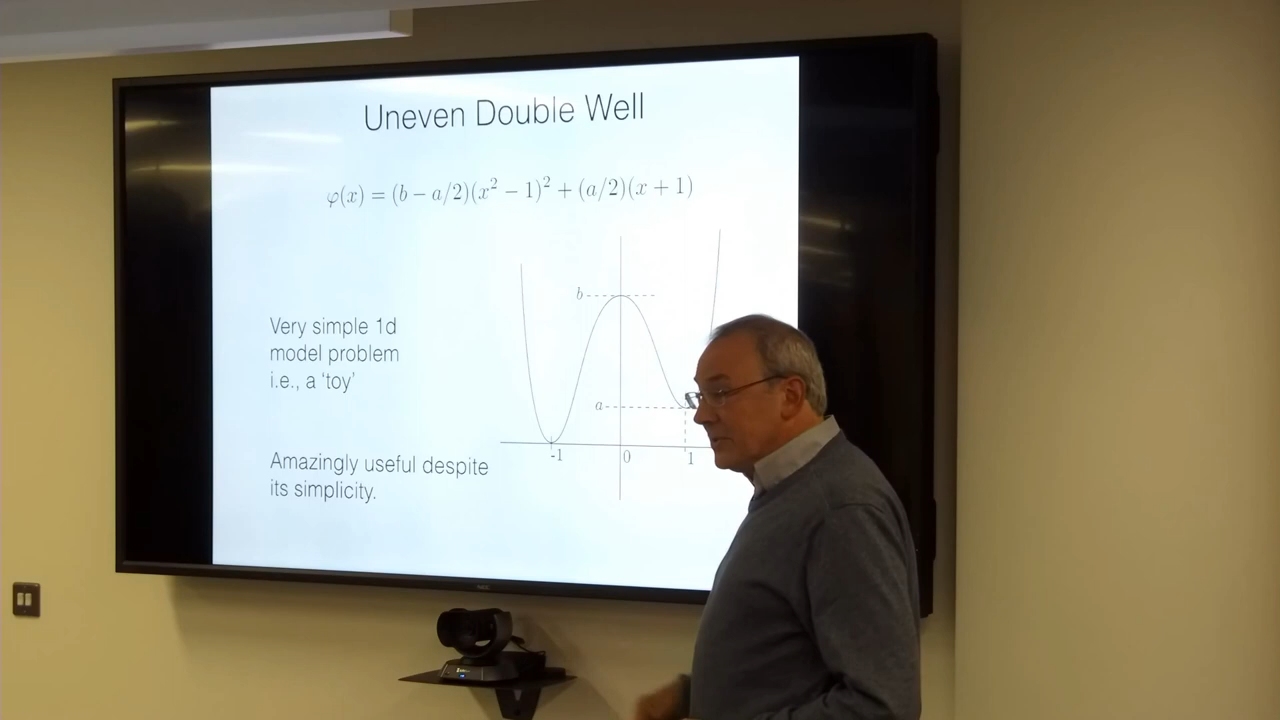 Uneven Double Well
φ(x) = (b − a/2)(x² − 1)² + (a/2)(x + 1)
Very simple 1d
model problem
i.e., a 'toy'
Amazingly useful despite
its simplicity.
b
a
-1
0
1